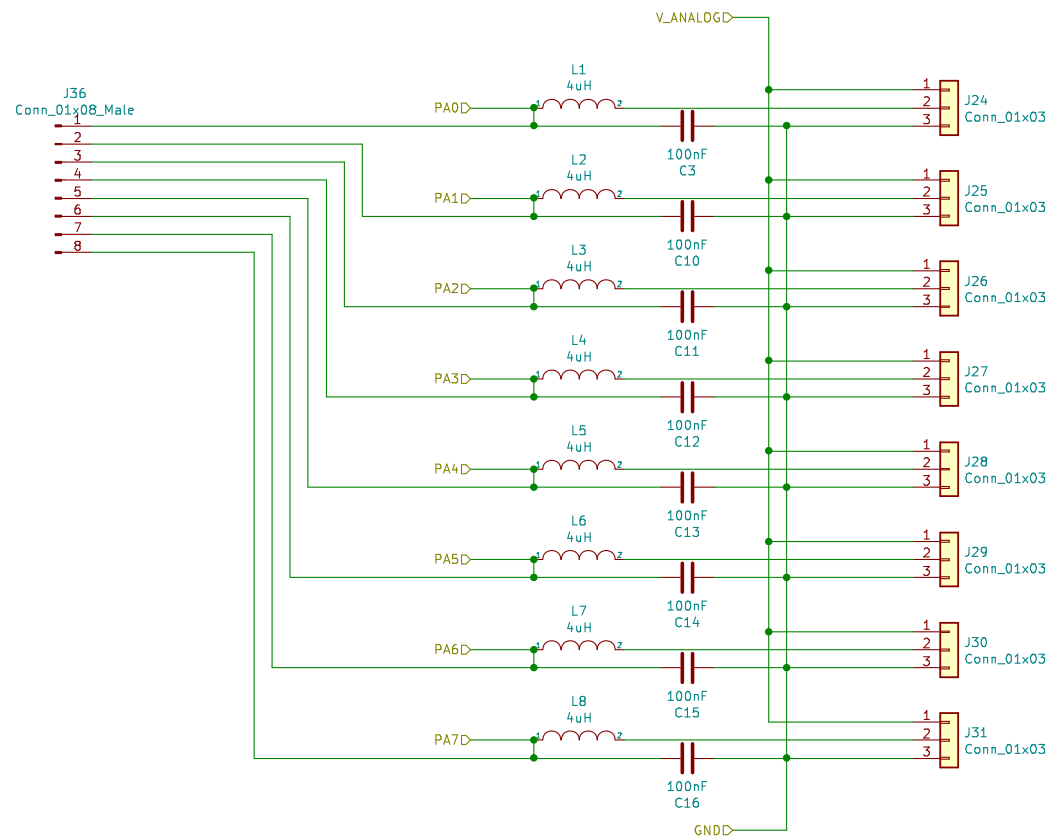 V_ANALOG
J36
Conn_01x08_Male
1
2
3
4
5
6
7
8
L1
4uH
PA0
1
2
100nF
C3
1
2
3
J24
Conn_01x03
L2
4uH
PA1
1
2
100nF
C10
1
2
3
J25
Conn_01x03
L3
4uH
PA2
1
2
100nF
C11
1
2
3
J26
Conn_01x03
L4
4uH
PA3
1
2
100nF
C12
1
2
3
J27
Conn_01x03
L5
4uH
PA4
1
2
100nF
C13
1
2
3
J28
Conn_01x03
L6
4uH
PA5
1
2
100nF
C14
1
2
3
J29
Conn_01x03
L7
4uH
PA6
1
2
100nF
C15
1
2
3
J30
Conn_01x03
L8
4uH
PA7
1
2
100nF
C16
1
2
3
J31
Conn_01x03
GND